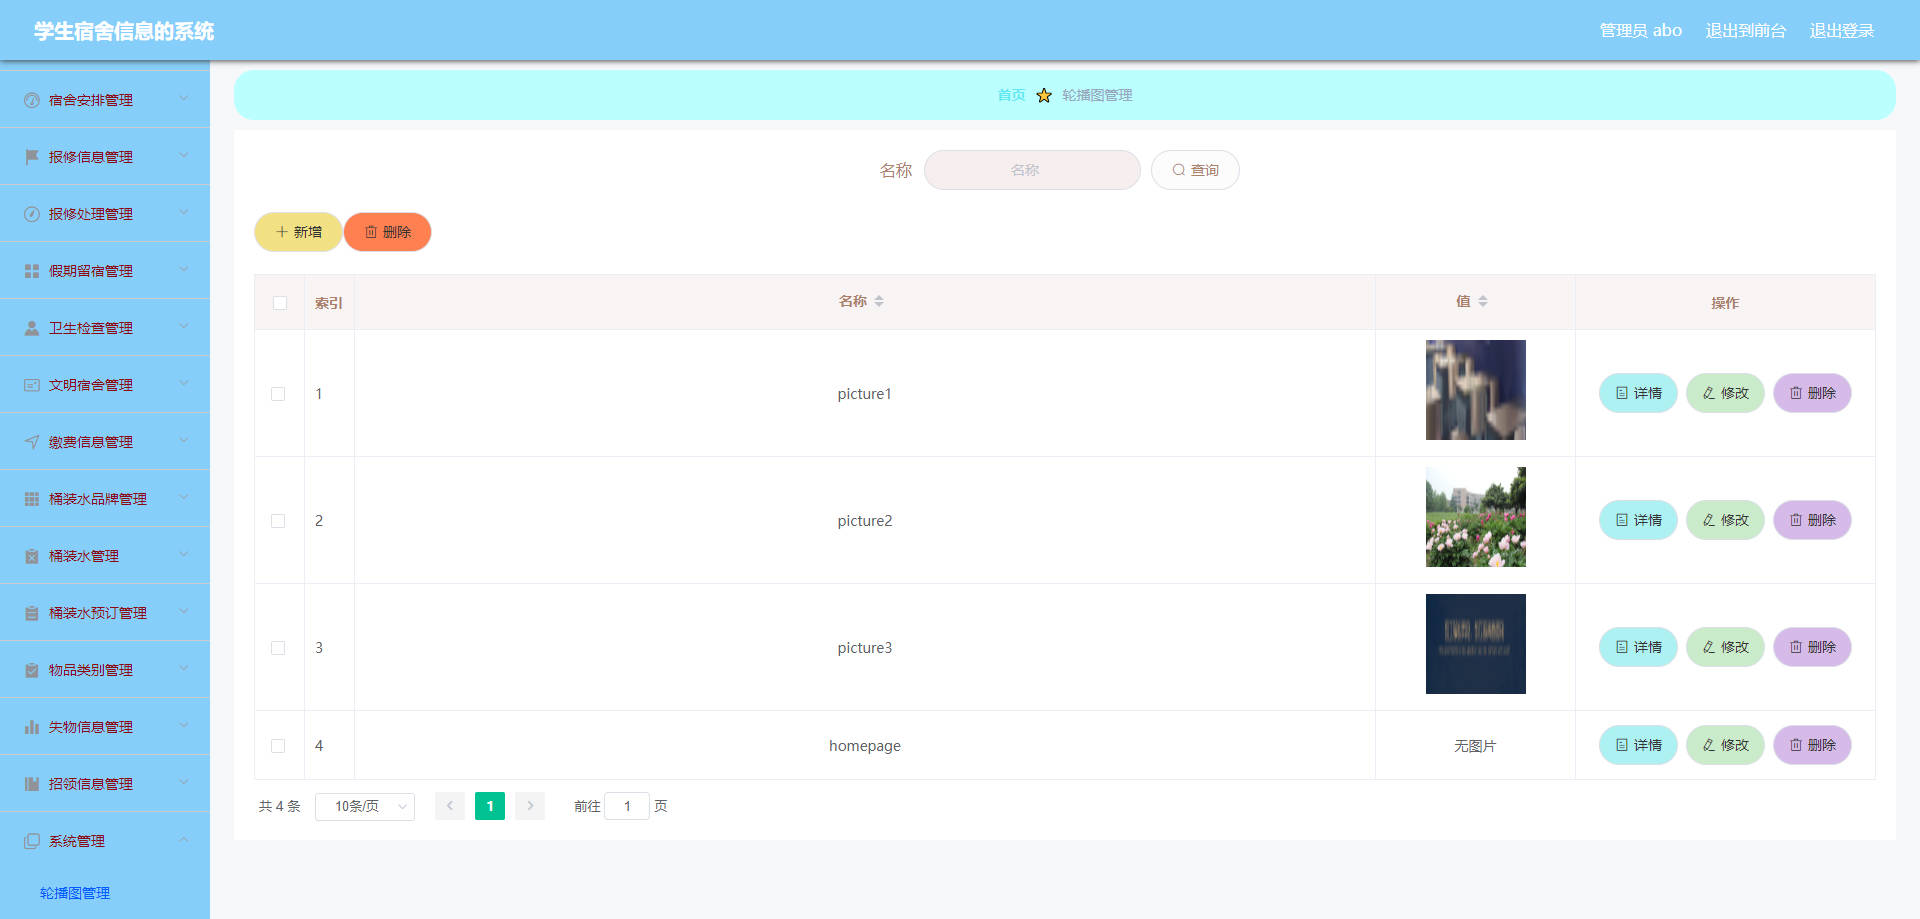 学生宿舍信息的系统
管理员 abo 退出到前台 退出登录
宿舍安排管理
报修信息管理
报修处理管理
假期留宿管理
卫生检查管理
文明宿舍管理
缴费信息管理
桶装水品牌管理
桶装水管理
桶装水预订管理
物品类别管理
失物信息管理
招领信息管理
系统管理
轮播图管理
首页 轮播图管理
名称 名称 查询
新增 删除
索引 名称 值 操作
1 picture1 详情 修改 删除
2 picture2 详情 修改 删除
3 picture3 详情 修改 删除
4 homepage 无图片 详情 修改 删除
共 4 条 10条/页 1 前往 1 页